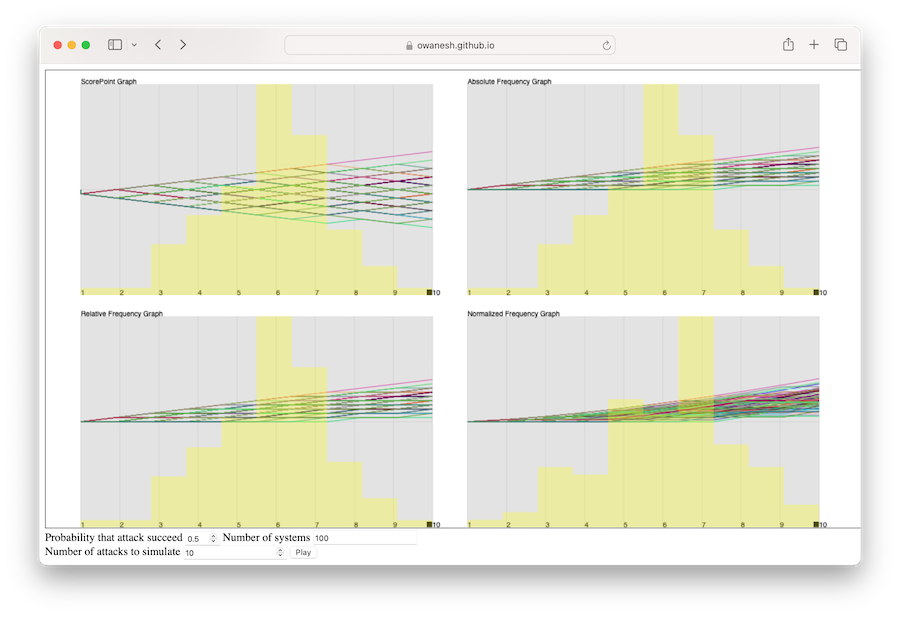 owanesh.github.io
ScorePoint Graph
Absolute Frequency Graph
1 2 3 4 5 6 7 8 9 10
1 2 3 4 5 6 7 8 9 10
Relative Frequency Graph
Normalized Frequency Graph
1 2 3 4 5 6 7 8 9 10
1 2 3 4 5 6 7 8 9 10
Probability that attack succeed 0.5 Number of systems 100
Number of attacks to simulate 10 Play